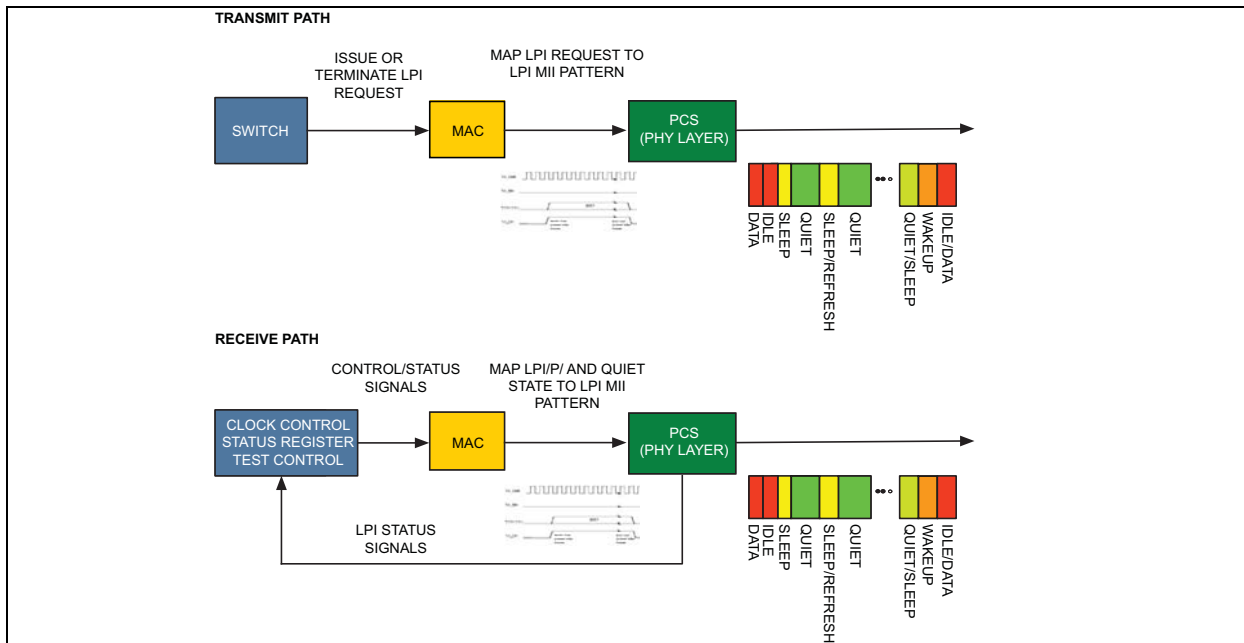 TRANSMIT PATH
ISSUE OR
TERMINATE LPI
REQUEST
MAP LPI REQUEST TO
LPI MII PATTERN
SWITCH
MAC
PCS
(PHY LAYER)
DATA
IDLE
SLEEP
QUIET
SLEEP/REFRESH
QUIET
QUIET/SLEEP
WAKEUP
IDLE/DATA
RECEIVE PATH
CONTROL/STATUS
SIGNALS
MAP LPI/P/ AND QUIET
STATE TO LPI MII
PATTERN
CLOCK CONTROL
STATUS REGISTER
TEST CONTROL
MAC
PCS
(PHY LAYER)
LPI STATUS
SIGNALS
DATA
IDLE
SLEEP
QUIET
SLEEP/REFRESH
QUIET
QUIET/SLEEP
WAKEUP
IDLE/DATA